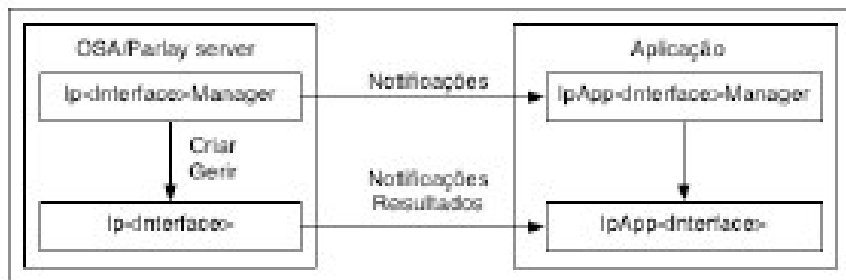 OSA/Parlay server
Aplicação
Ip<Interface>Manager
Notificações
IpApp<Interface>Manager
Criar
Gerir
Notificações
Resultados
Ip<Interface>
IpApp<Interface>